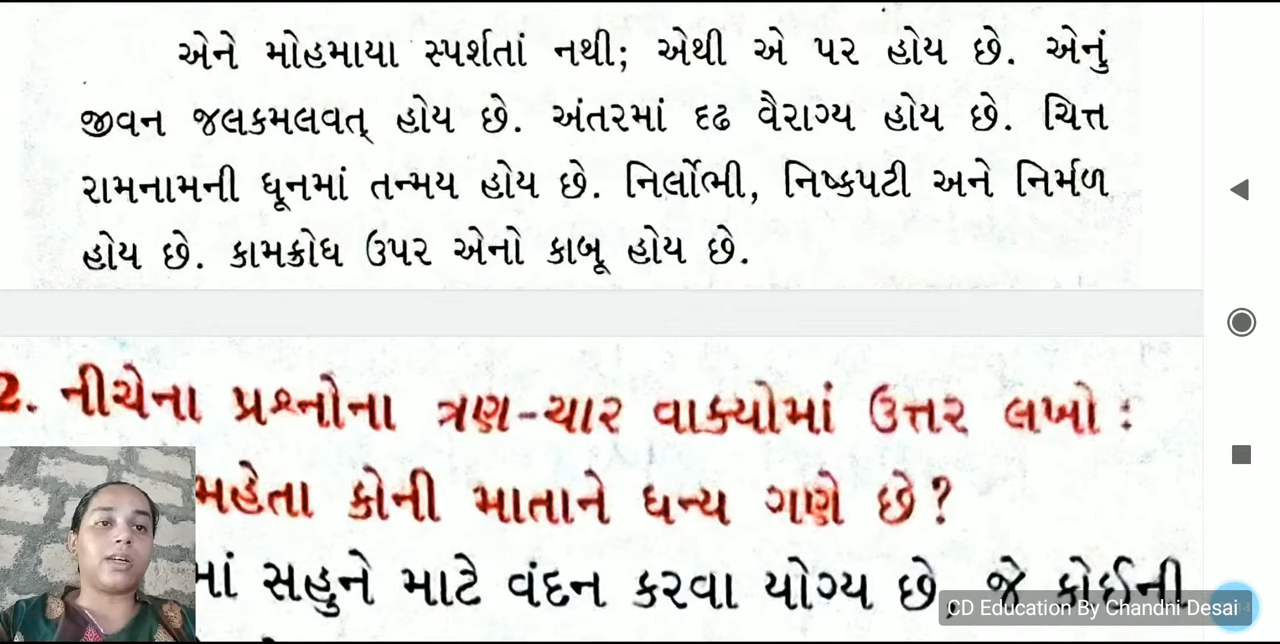 એને મોહમાયા સ્પર્શતાં નથી; એથી એ પર હોય છે. એનું
જીવન જલકમલવત્ હોય છે. અંતરમાં દૃઢ વૈરાગ્ય હોય છે. ચિત્ત
રામનામની ધૂનમાં તન્મય હોય છે. નિર્લોભી, નિષ્કપટી અને નિર્મળ
હોય છે. કામક્રોધ ઉપર એનો કાબૂ હોય છે.
2. નીચેના પ્રશ્નોના ત્રણ-ચાર વાક્યોમાં ઉત્તર લખો :
મહેતા કોની માતાને ધન્ય ગણે છે?
માં સહુને માટે વંદન કરવા યોગ્ય છે, જે કોઈની
CD Education By Chandni Desai